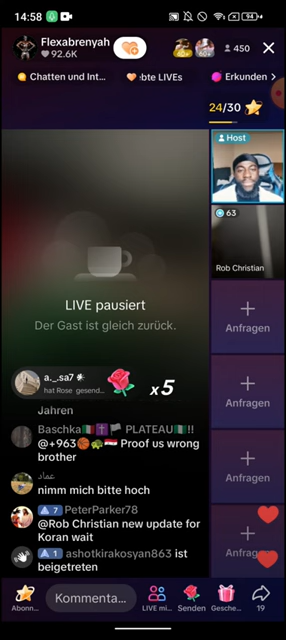 14:58
94
Flexabrenyah
92.6K
450
Chatten und Int...
bte LIVEs
Erkunden
24/30
Host
63
Rob Christian
LIVE pausiert
Der Gast ist gleich zurück.
Anfragen
Anfragen
Anfragen
Anfragen
a._.sa7
hat Rose gesend...
x5
Jahren
Baschka🇮🇹✝️🏳️ PLATEAU🇳🇬!!
@+963🏀🐢🇸🇾 Proof us wrong
brother
عماد
nimm mich bitte hoch
7 PeterParker78
@Rob Christian new update for
Koran wait
1 ashotkirakosyan863 ist
beigetreten
Abonn...
Kommenta...
LIVE mi...
Senden
Gesche...
19